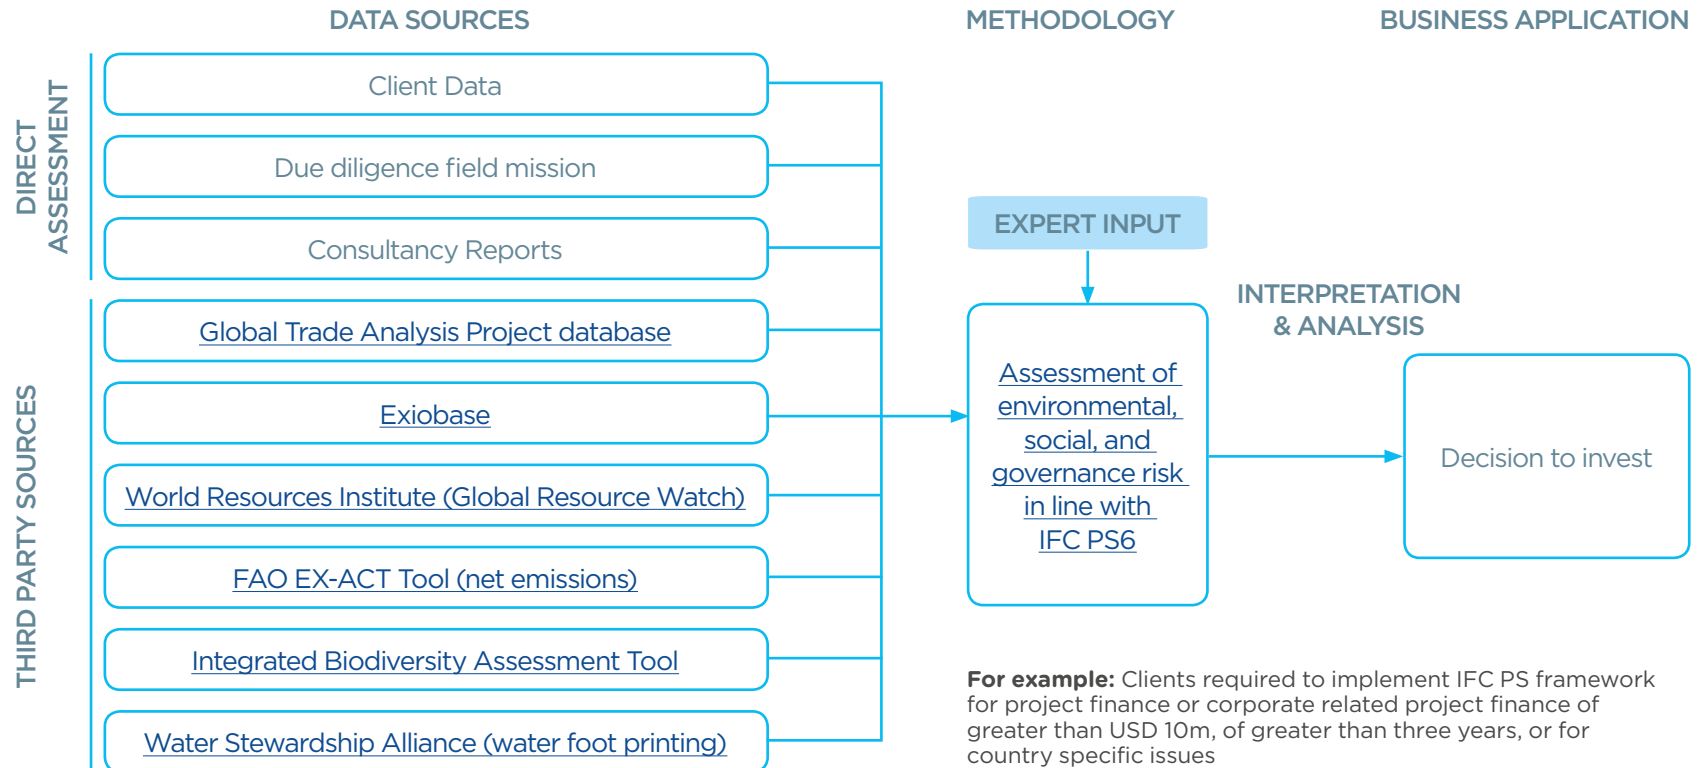 DATA SOURCES
METHODOLOGY
BUSINESS APPLICATION
DIRECT
ASSESSMENT
Client Data
Due diligence field mission
Consultancy Reports
THIRD PARTY SOURCES
Global Trade Analysis Project database
Exiobase
World Resources Institute (Global Resource Watch)
FAO EX-ACT Tool (net emissions)
Integrated Biodiversity Assessment Tool
Water Stewardship Alliance (water foot printing)
EXPERT INPUT
Assessment of
environmental,
social, and
governance risk
in line with
IFC PS6
INTERPRETATION
& ANALYSIS
Decision to invest
For example: Clients required to implement IFC PS framework
for project finance or corporate related project finance of
greater than USD 10m, of greater than three years, or for
country specific issues